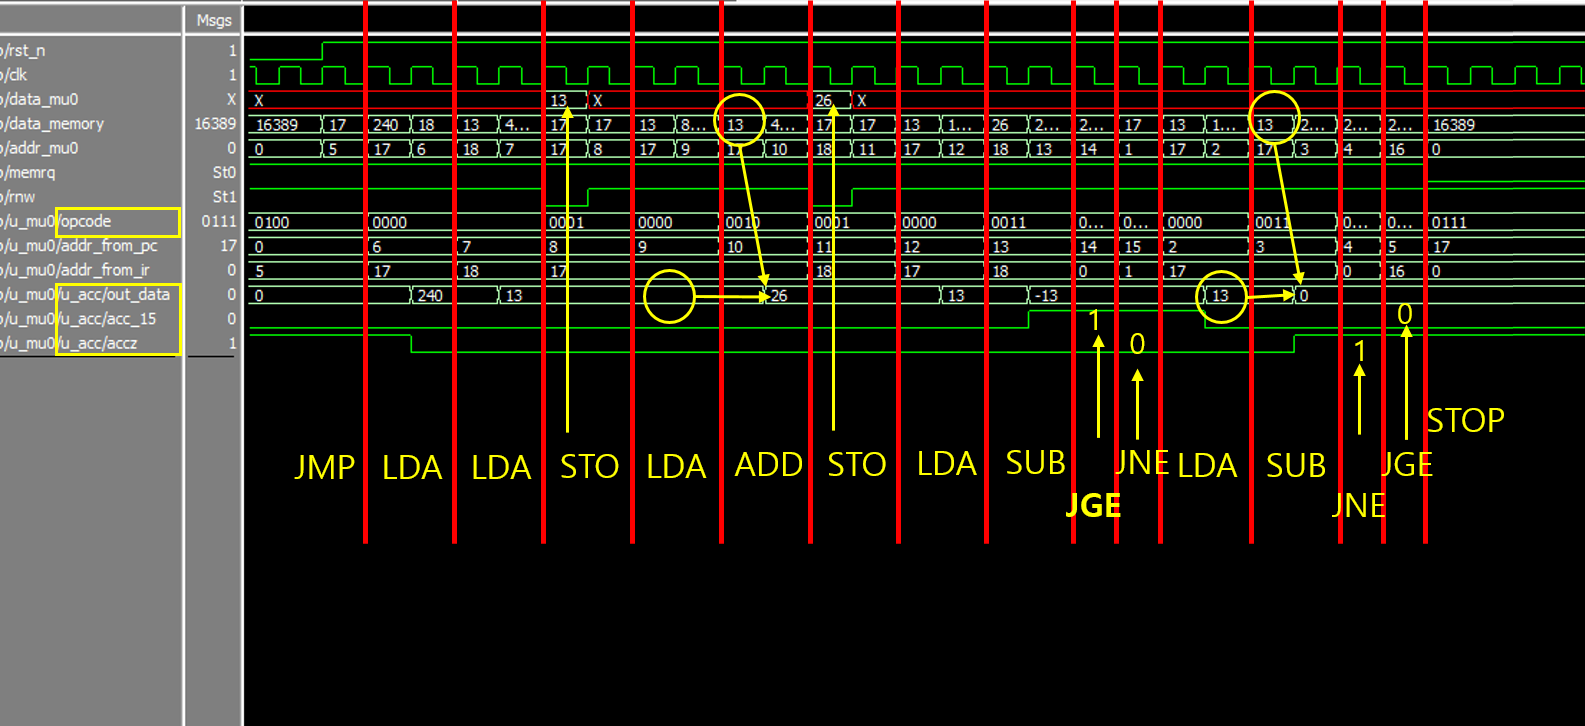 Msgs
o/rst_n 1
o/clk 1
o/data_mu0 X X 13 X 26 X
o/data_memory 16389 16389 17 240 18 13 4... 17 17 13 8... 13 4... 17 17 13 1... 26 2... 2... 17 13 1... 13 2... 2... 2... 16389
o/addr_mu0 0 0 5 17 6 18 7 17 8 17 9 17 10 18 11 17 12 18 13 14 1 17 2 17 3 4 16 0
o/memrq St0
o/rnw St1
o/u_mu0/opcode 0111 0100 0000 0001 0000 0010 0001 0000 0011 0... 0... 0000 0011 0... 0... 0111
o/u_mu0/addr_from_pc 17 0 6 7 8 9 10 11 12 13 14 15 2 3 4 5 17
o/u_mu0/addr_from_ir 0 5 17 18 17 18 17 18 0 1 17 0 16 0
o/u_mu0/u_acc/out_data 0 0 240 13 26 13 -13 13 0
o/u_mu0/u_acc/acc_15 0 1 0
o/u_mu0/u_acc/accz 1 0 1
JMP LDA LDA STO LDA ADD STO LDA SUB JNE LDA SUB JGE STOP
JGE JNE